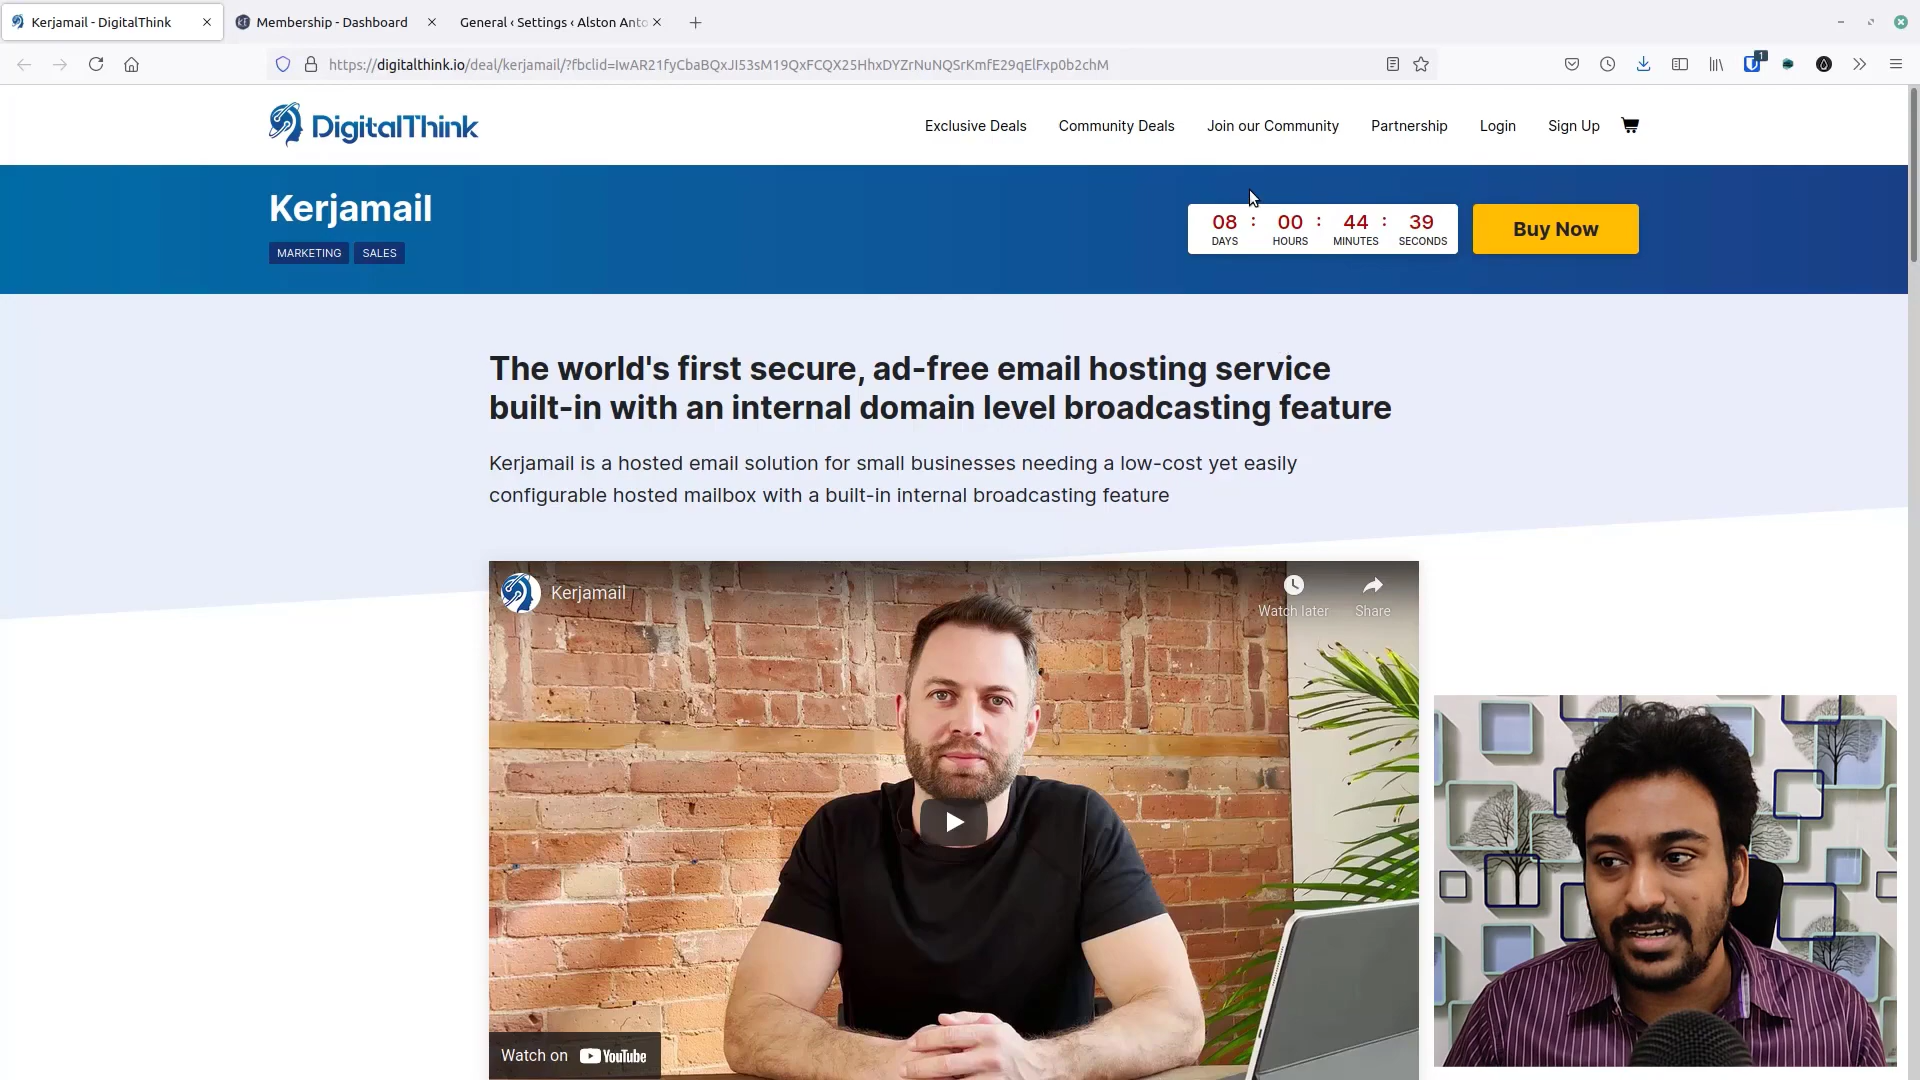 Kerjamail - DigitalThink
Membership - Dashboard
General ‹ Settings ‹ Alston Anto
https://digitalthink.io/deal/kerjamail/?fbclid=IwAR21fyCbaBQxJI53sM19QxFCQX25HhxDYZrNuNQSrKmfE29qElFxp0b2chM
1
DigitalThink
Exclusive Deals
Community Deals
Join our Community
Partnership
Login
Sign Up
Kerjamail
MARKETING
SALES
08 : 00 : 44 : 39
DAYS HOURS MINUTES SECONDS
Buy Now
The world's first secure, ad-free email hosting service
built-in with an internal domain level broadcasting feature
Kerjamail is a hosted email solution for small businesses needing a low-cost yet easily
configurable hosted mailbox with a built-in internal broadcasting feature
Kerjamail
Watch later
Share
Watch on YouTube